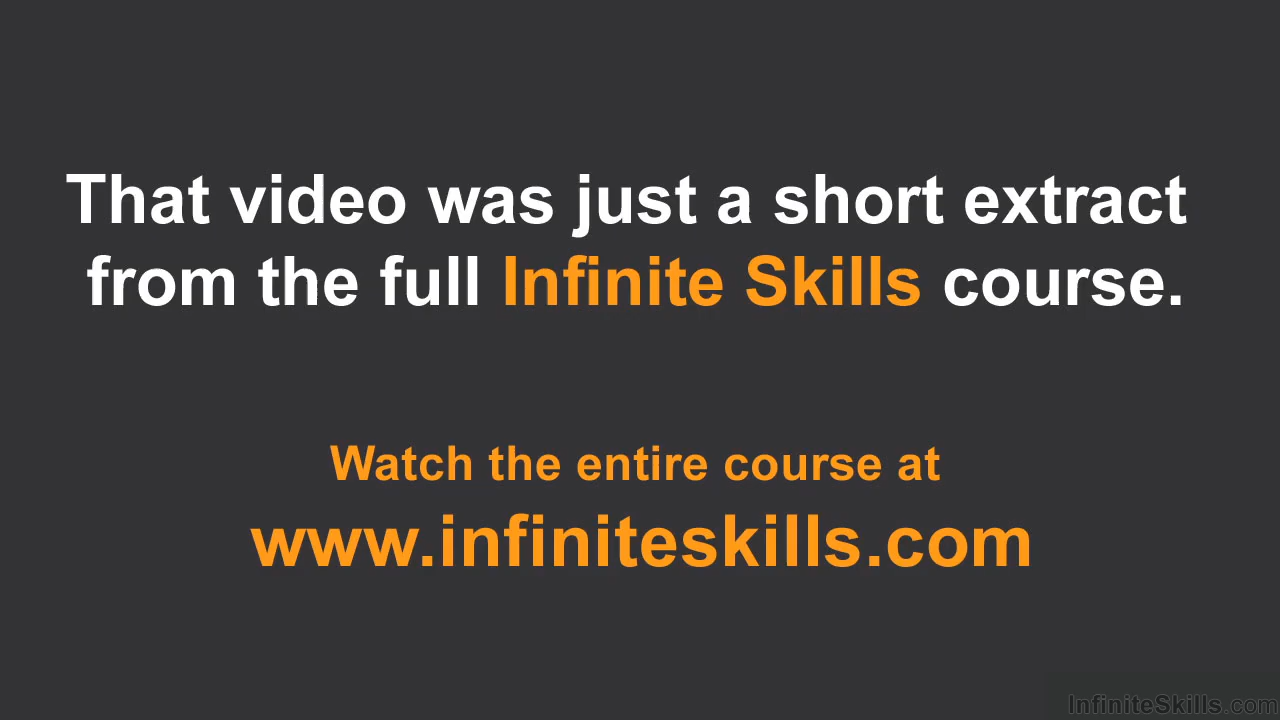 That video was just a short extract
from the full Infinite Skills course.
Watch the entire course at
www.infiniteskills.com
InfiniteSkills.com